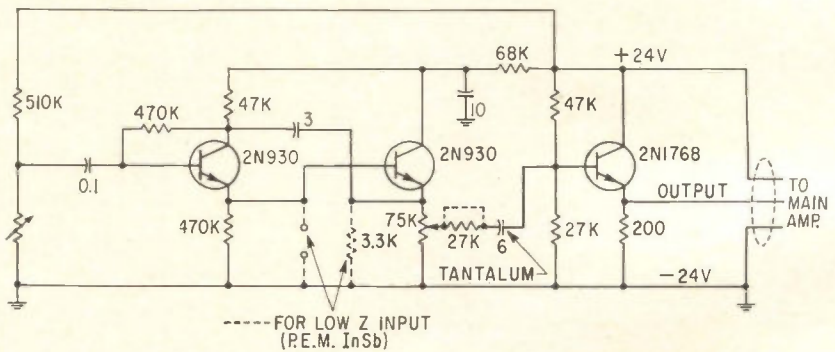 68K
+24V
510K
470K
47K
3
10
47K
2N930
2N930
2N1768
0.1
OUTPUT
TO
MAIN
AMP.
470K
3.3K
75K
27K
6
27K
200
TANTALUM
-24V
----FOR LOW Z INPUT
(P.E.M. InSb)